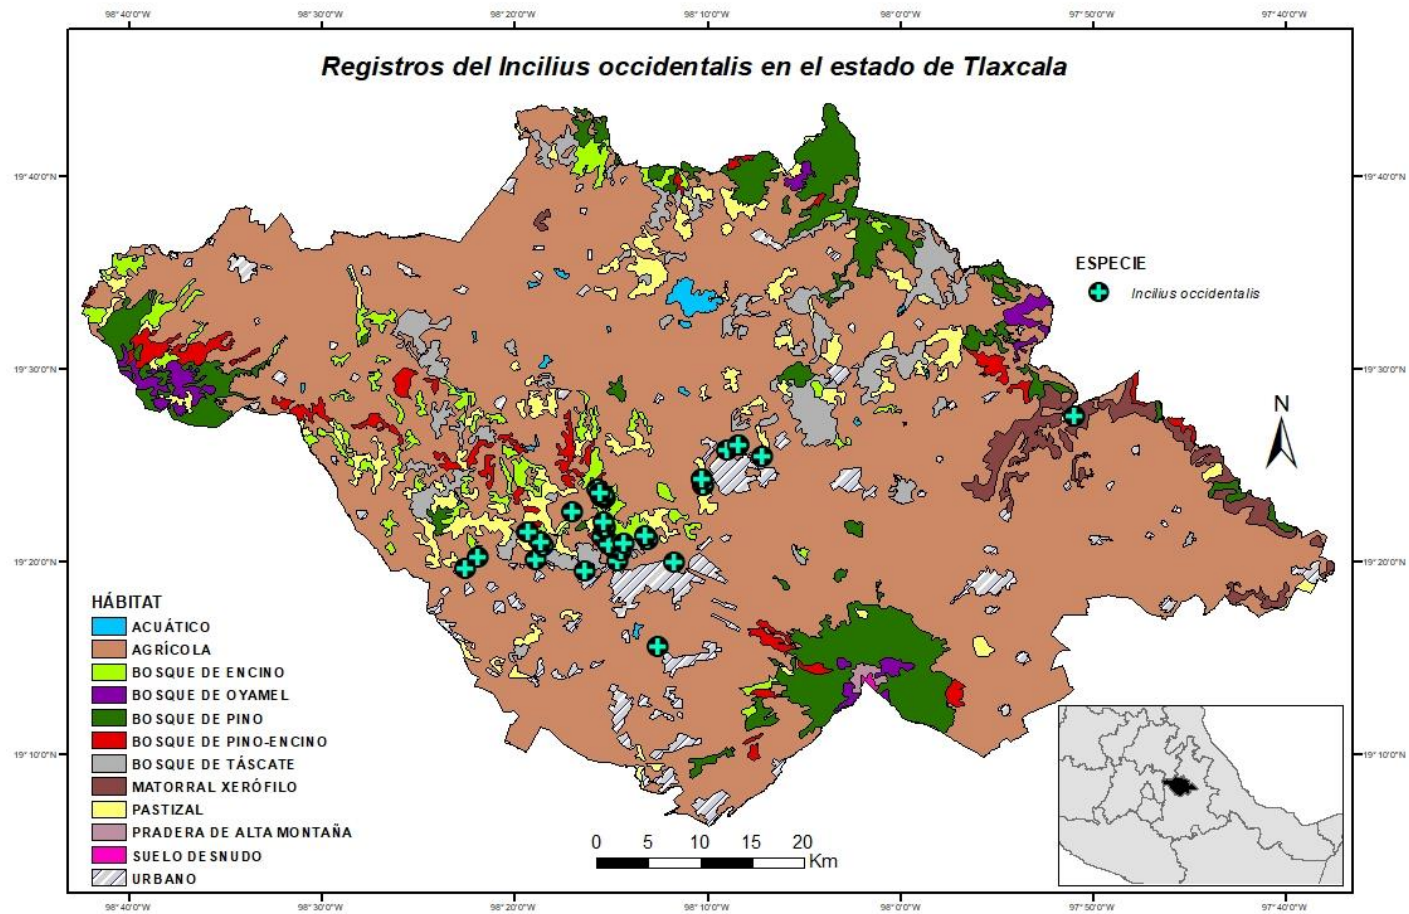 98° 40'0"W 98° 30'0"W 98° 20'0"W 98° 10'0"W 98° 0'0"W 97° 50'0"W 97° 40'0"W
Registros del Incilius occidentalis en el estado de Tlaxcala
19° 40'0"N 19° 40'0"N
ESPECIE
Incilius occidentalis
19° 30'0"N 19° 30'0"N
N
19° 20'0"N 19° 20'0"N
HÁBITAT
ACUÁTICO
AGRÍCOLA
BOSQUE DE ENCINO
BOSQUE DE OYAMEL
BOSQUE DE PINO
BOSQUE DE PINO-ENCINO
BOSQUE DE TÁSCATE
MATORRAL XERÓFILO
PASTIZAL
PRADERA DE ALTA MONTAÑA
SUELO DESNUDO
URBANO
19° 10'0"N 19° 10'0"N
0 5 10 15 20
Km
98° 40'0"W 98° 30'0"W 98° 20'0"W 98° 10'0"W 98° 0'0"W 97° 50'0"W 97° 40'0"W